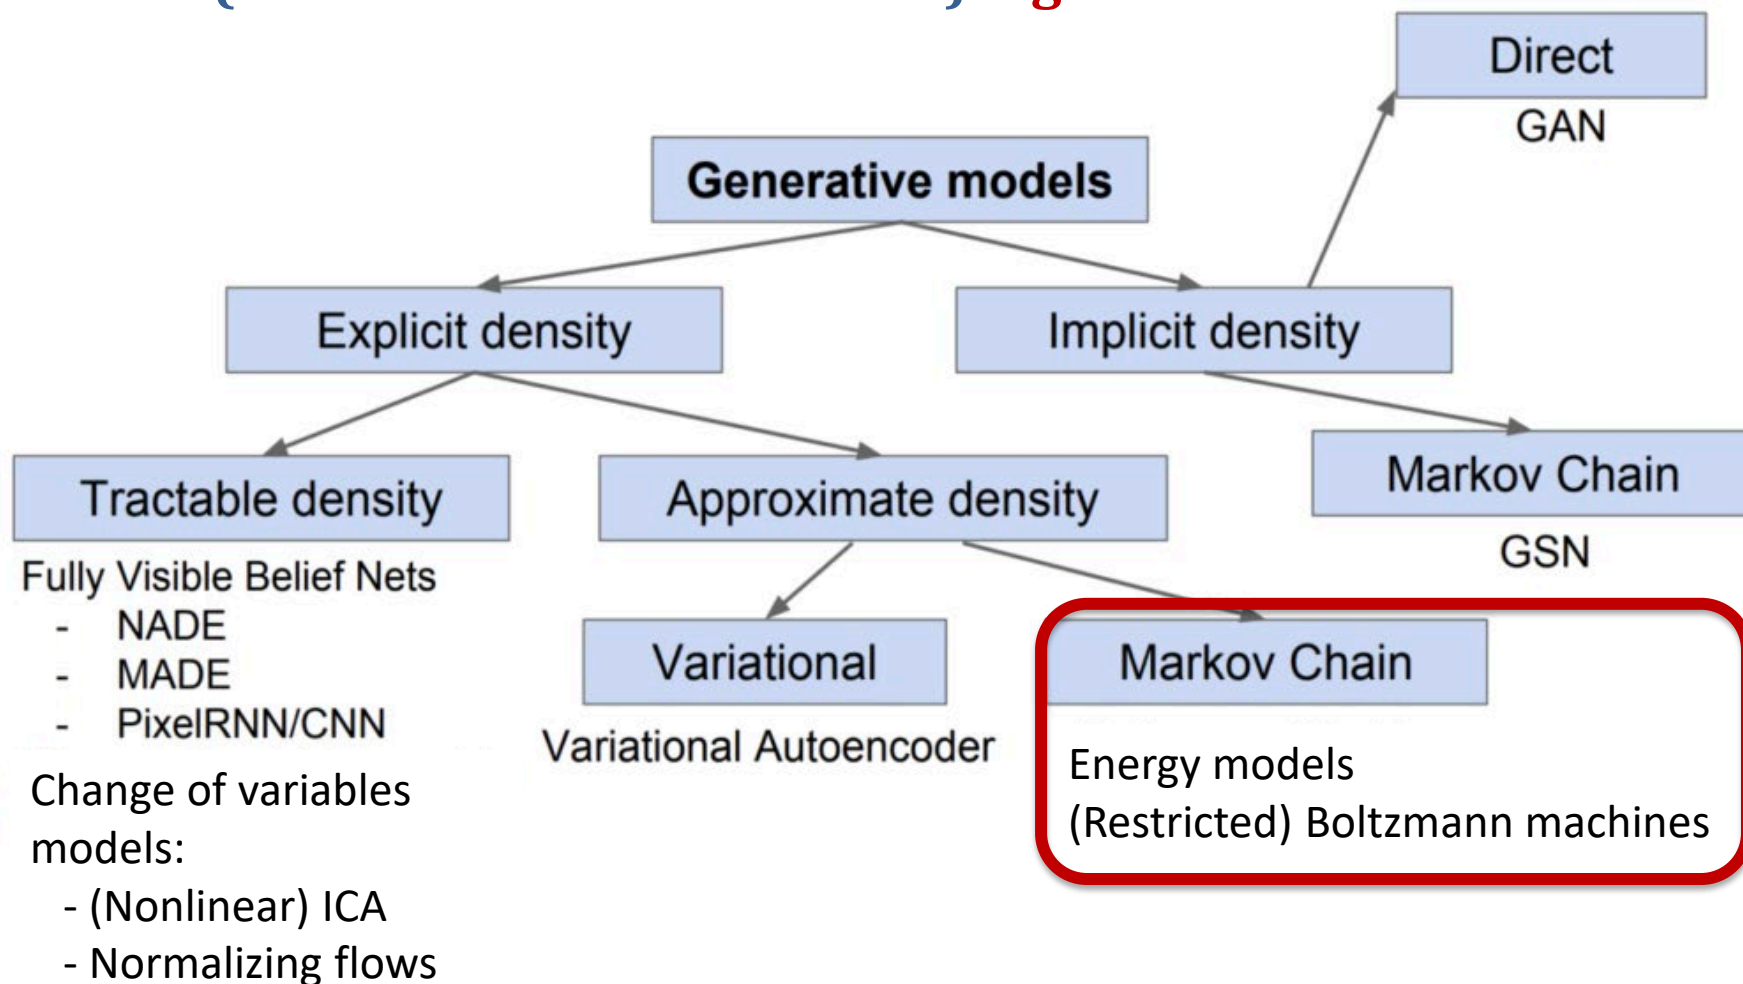 Direct
GAN
Generative models
Explicit density
Implicit density
Tractable density
Approximate density
Markov Chain
GSN
Fully Visible Belief Nets
- NADE
- MADE
- PixelRNN/CNN
Variational
Markov Chain
Variational Autoencoder
Energy models
(Restricted) Boltzmann machines
Change of variables
models:
- (Nonlinear) ICA
- Normalizing flows